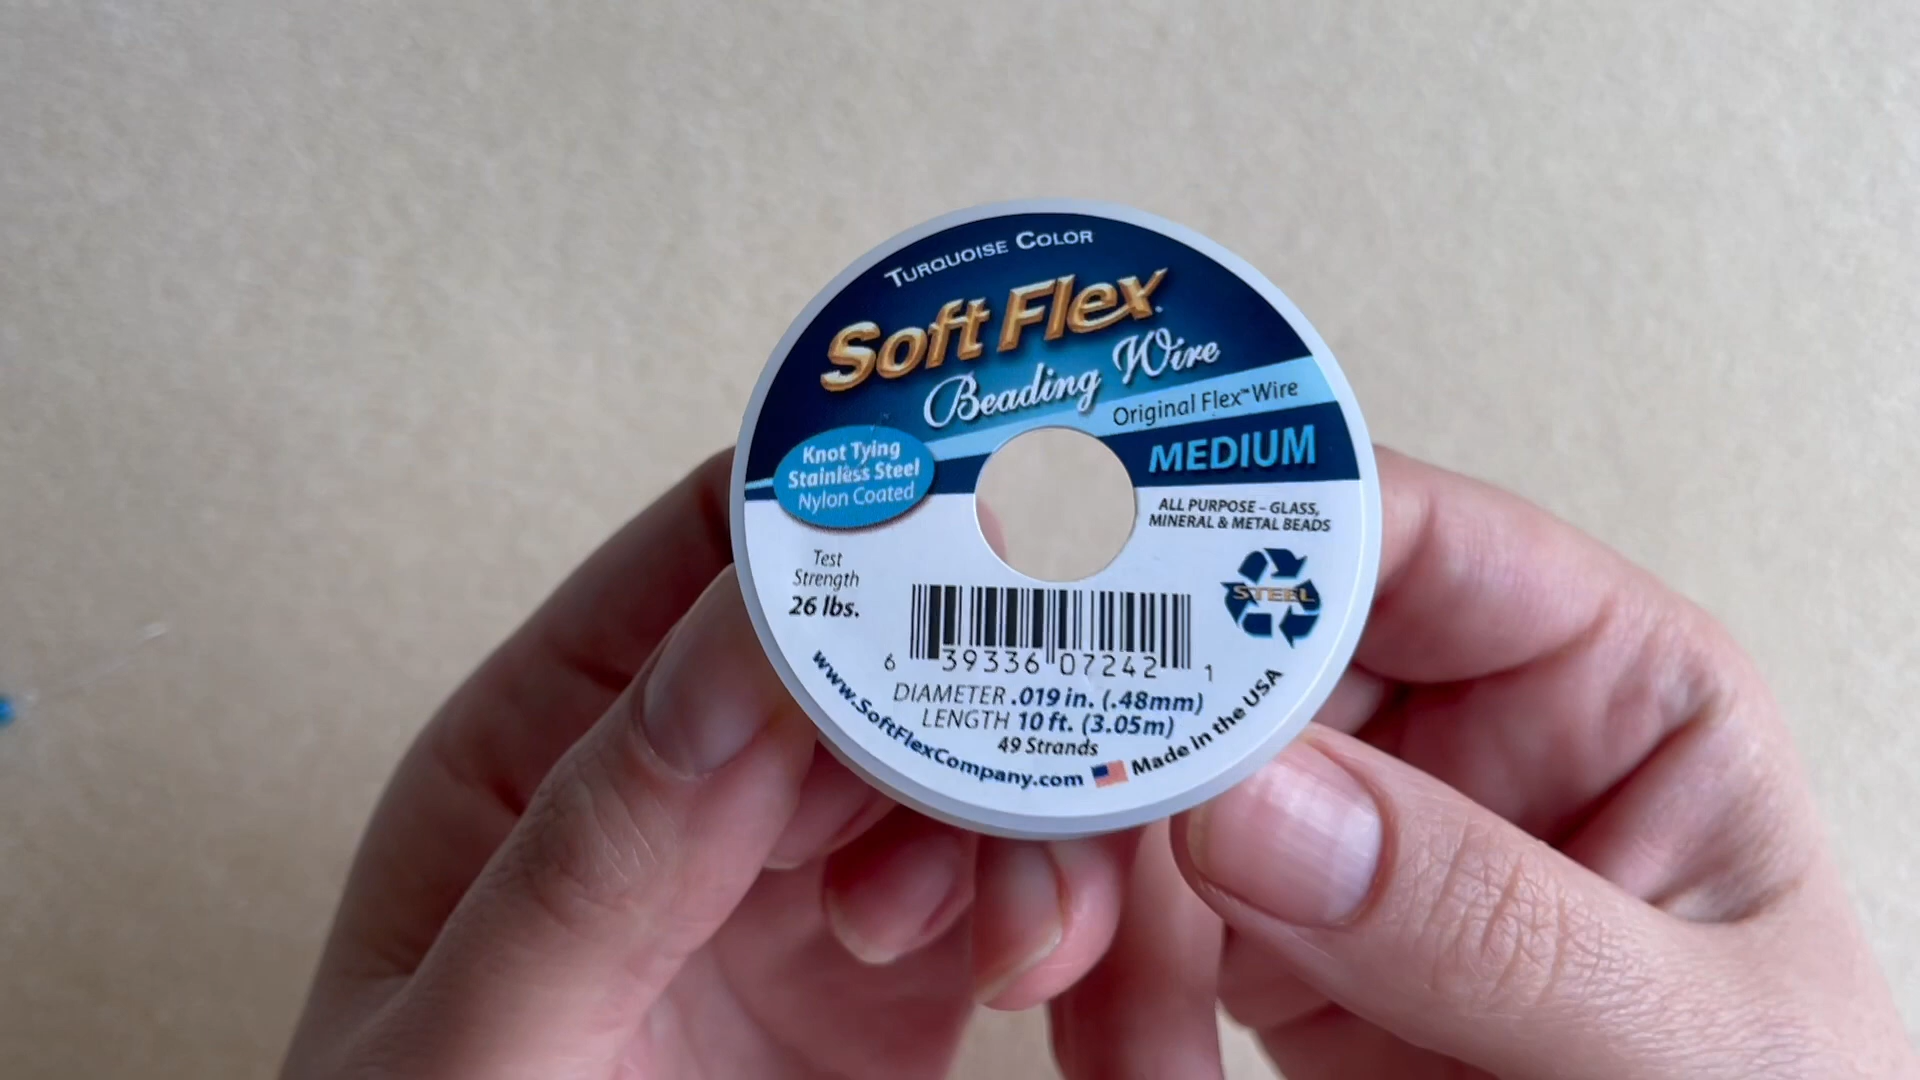 TURQUOISE COLOR
Soft Flex
Beading Wire
Original Flex™ Wire
MEDIUM
Knot Tying
Stainless Steel
Nylon Coated
ALL PURPOSE – GLASS,
MINERAL & METAL BEADS
Test
Strength
26 lbs.
STEEL
6 39336 07242 1
DIAMETER .019 in. (.48mm)
LENGTH 10 ft. (3.05m)
49 Strands
www.SoftFlexCompany.com
Made in the USA